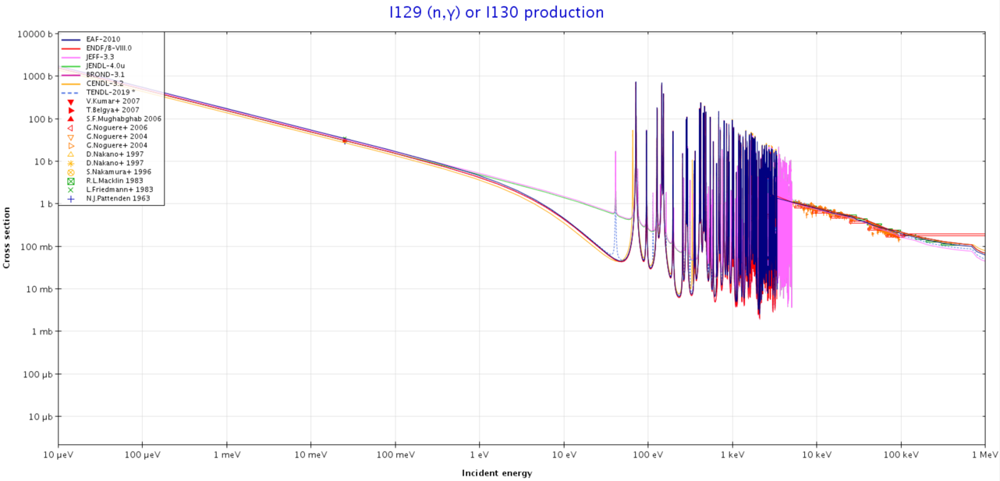 I129 (n,γ) or I130 production
10000 b
1000 b
100 b
10 b
1 b
100 mb
10 mb
1 mb
100 μb
10 μb
Cross section
EAF-2010
ENDF/B-VIII.0
JEFF-3.3
JENDL-4.0u
BROND-3.1
CENDL-3.2
TENDL-2019 *
V.Kumar+ 2007
T.Belgya+ 2007
S.F.Mughabghab 2006
G.Noguere+ 2006
G.Noguere+ 2004
G.Noguere+ 2004
D.Nakano+ 1997
D.Nakano+ 1997
S.Nakamura+ 1996
R.L.Macklin 1983
L.Friedmann+ 1983
N.J.Pattenden 1963
10 μeV
100 μeV
1 meV
10 meV
100 meV
1 eV
10 eV
100 eV
1 keV
10 keV
100 keV
1 MeV
Incident energy